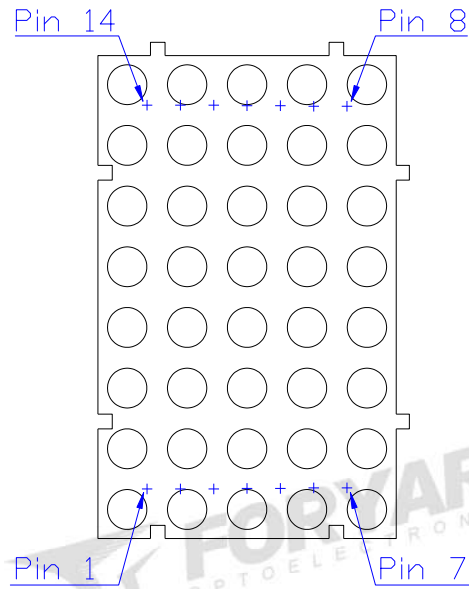 Pin 14
Pin 8
FORYAR
OPTOELECTRON
Pin 1
Pin 7